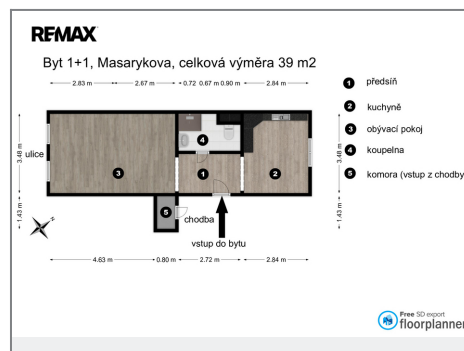 RE/MAX
Byt 1+1, Masarykova, celková výměra 39 m2
2.83 m 2.67 m 0.72 0.67 m 0.90 m 2.84 m
1 předsíň
2 kuchyně
3 obývací pokoj
4 koupelna
5 komora (vstup z chodby
3.48 m
1.43 m
ulice
3
4
1
2
5
chodba
vstup do bytu
3.48 m
1.43 m
4.63 m 0.80 m 2.72 m 2.84 m
Free SD export
floorplanner